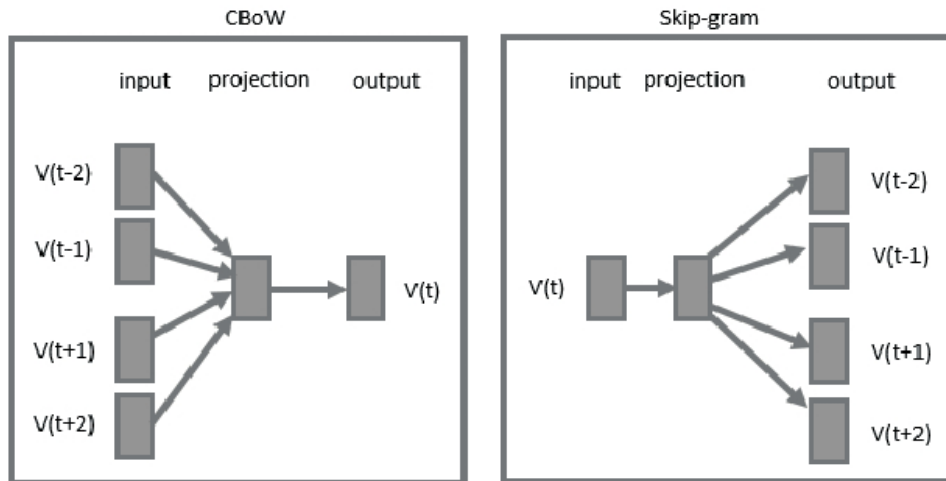 CBoW
input projection output
V(t-2)
V(t-1)
V(t+1)
V(t+2)
V(t)
Skip-gram
input projection output
V(t)
V(t-2)
V(t-1)
V(t+1)
V(t+2)